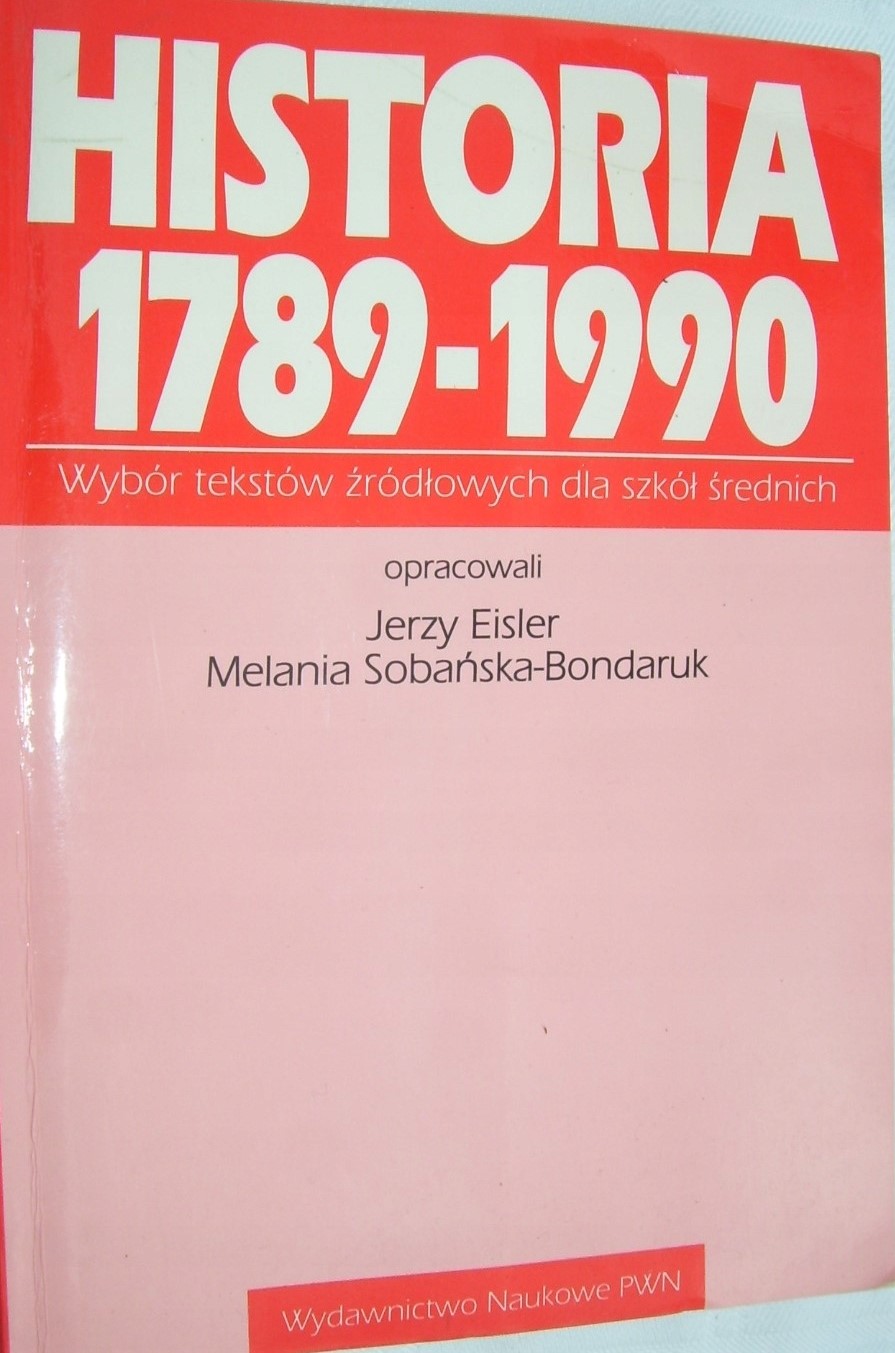 HISTORIA
1789-1990
Wybór tekstów źródłowych dla szkół średnich
opracowali
Jerzy Eisler
Melania Sobańska-Bondaruk
Wydawnictwo Naukowe PWN